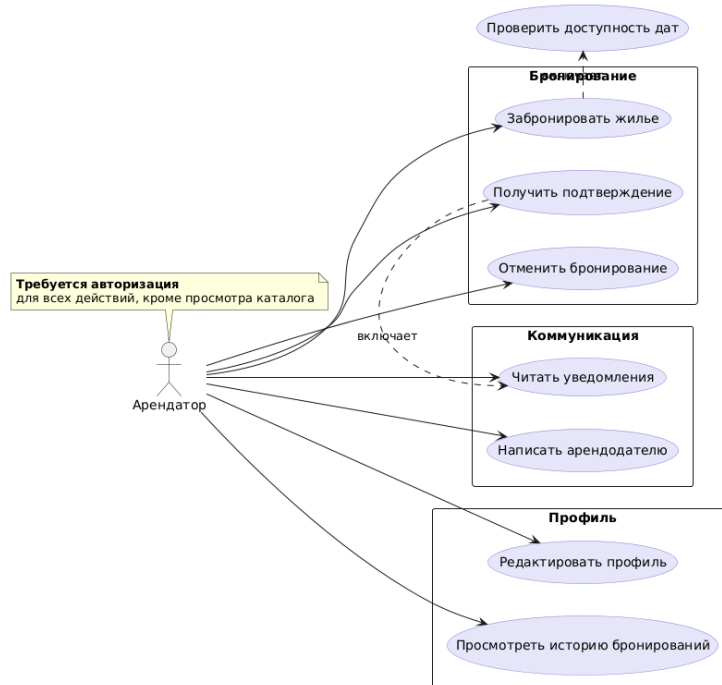 Проверить доступность дат
Бронирование
Забронировать жилье
Получить подтверждение
Отменить бронирование
Требуется авторизация
для всех действий, кроме просмотра каталога
включает
Коммуникация
Арендатор
Читать уведомления
Написать арендодателю
Профиль
Редактировать профиль
Просмотреть историю бронирований